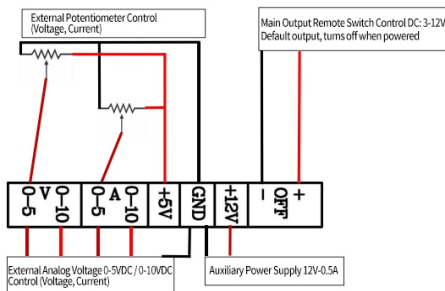 External Potentiometer Control
(Voltage, Current)
Main Output Remote Switch Control DC: 3-12V
Default output, turns off when powered
0-5
V
0-10
0-5
A
0-10
+5V
GND
+12V
- OFF +
External Analog Voltage 0-5VDC / 0-10VDC
Control (Voltage, Current)
Auxiliary Power Supply 12V-0.5A